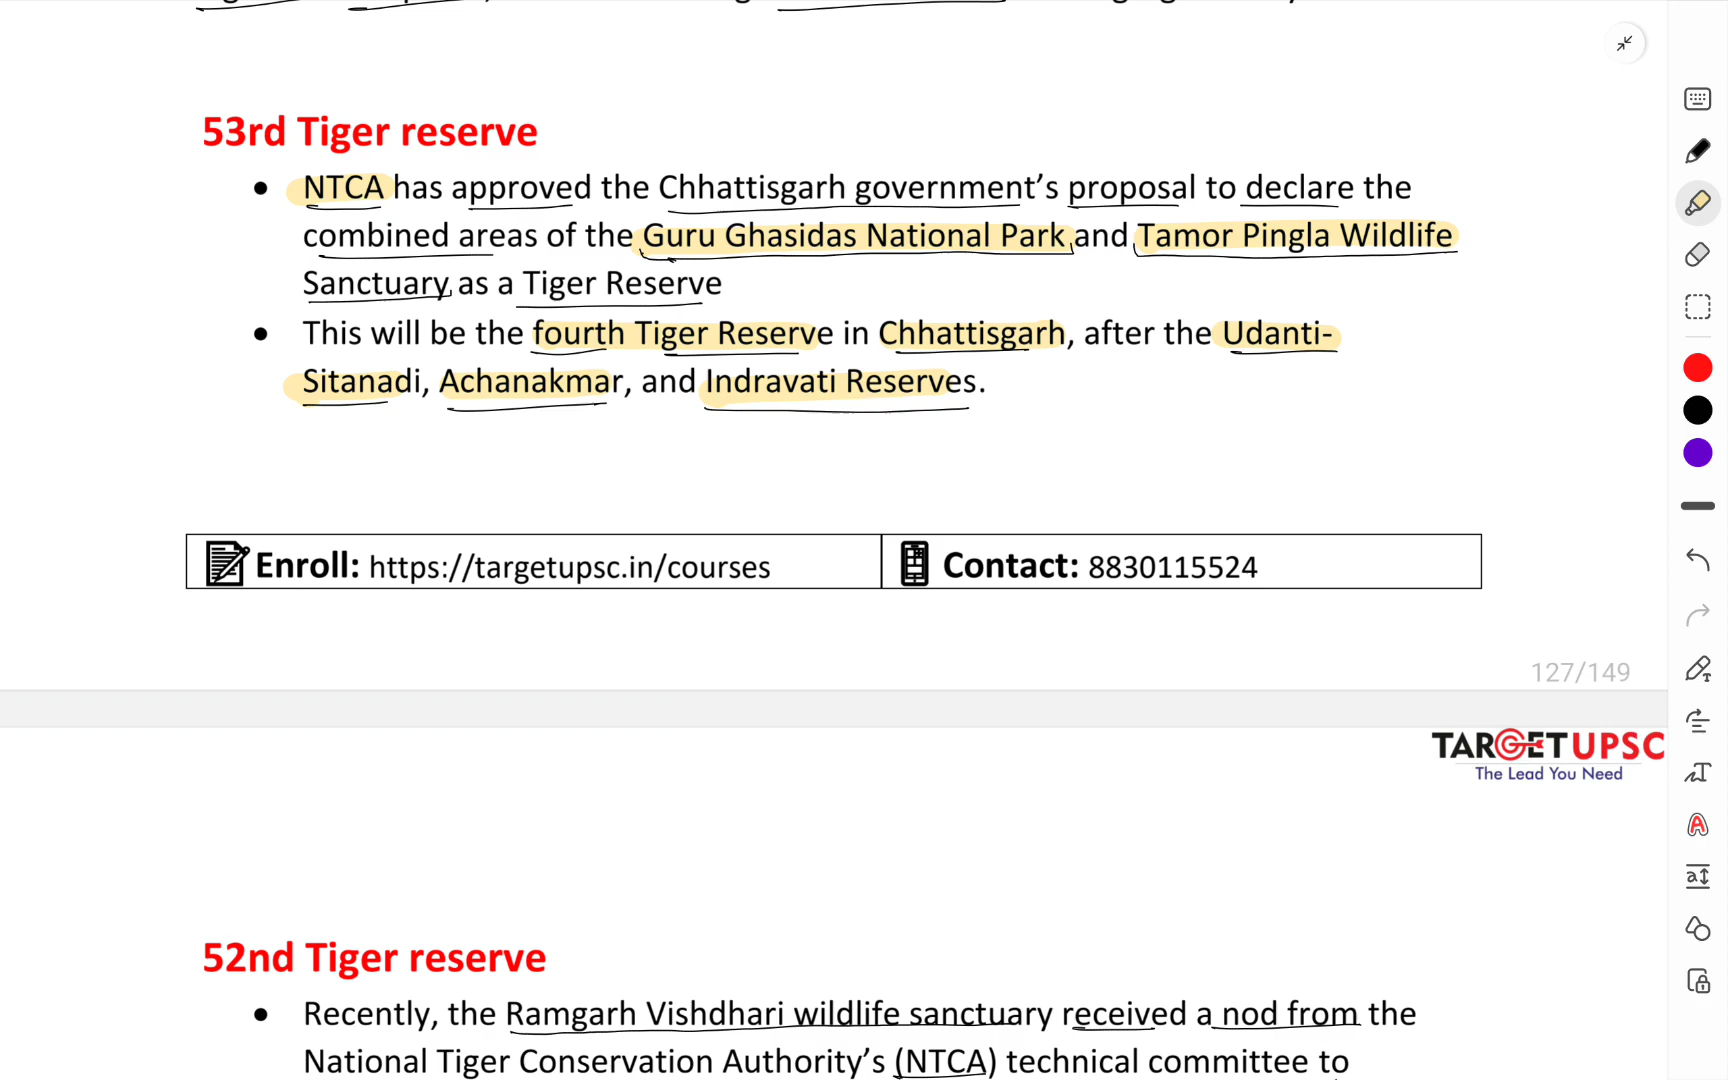 53rd Tiger reserve
• NTCA has approved the Chhattisgarh government’s proposal to declare the
combined areas of the Guru Ghasidas National Park and Tamor Pingla Wildlife
Sanctuary as a Tiger Reserve
• This will be the fourth Tiger Reserve in Chhattisgarh, after the Udanti-
Sitanadi, Achanakmar, and Indravati Reserves.
Enroll: https://targetupsc.in/courses
Contact: 8830115524
127/149
TARGET UPSC
The Lead You Need
52nd Tiger reserve
• Recently, the Ramgarh Vishdhari wildlife sanctuary received a nod from the
National Tiger Conservation Authority’s (NTCA) technical committee to